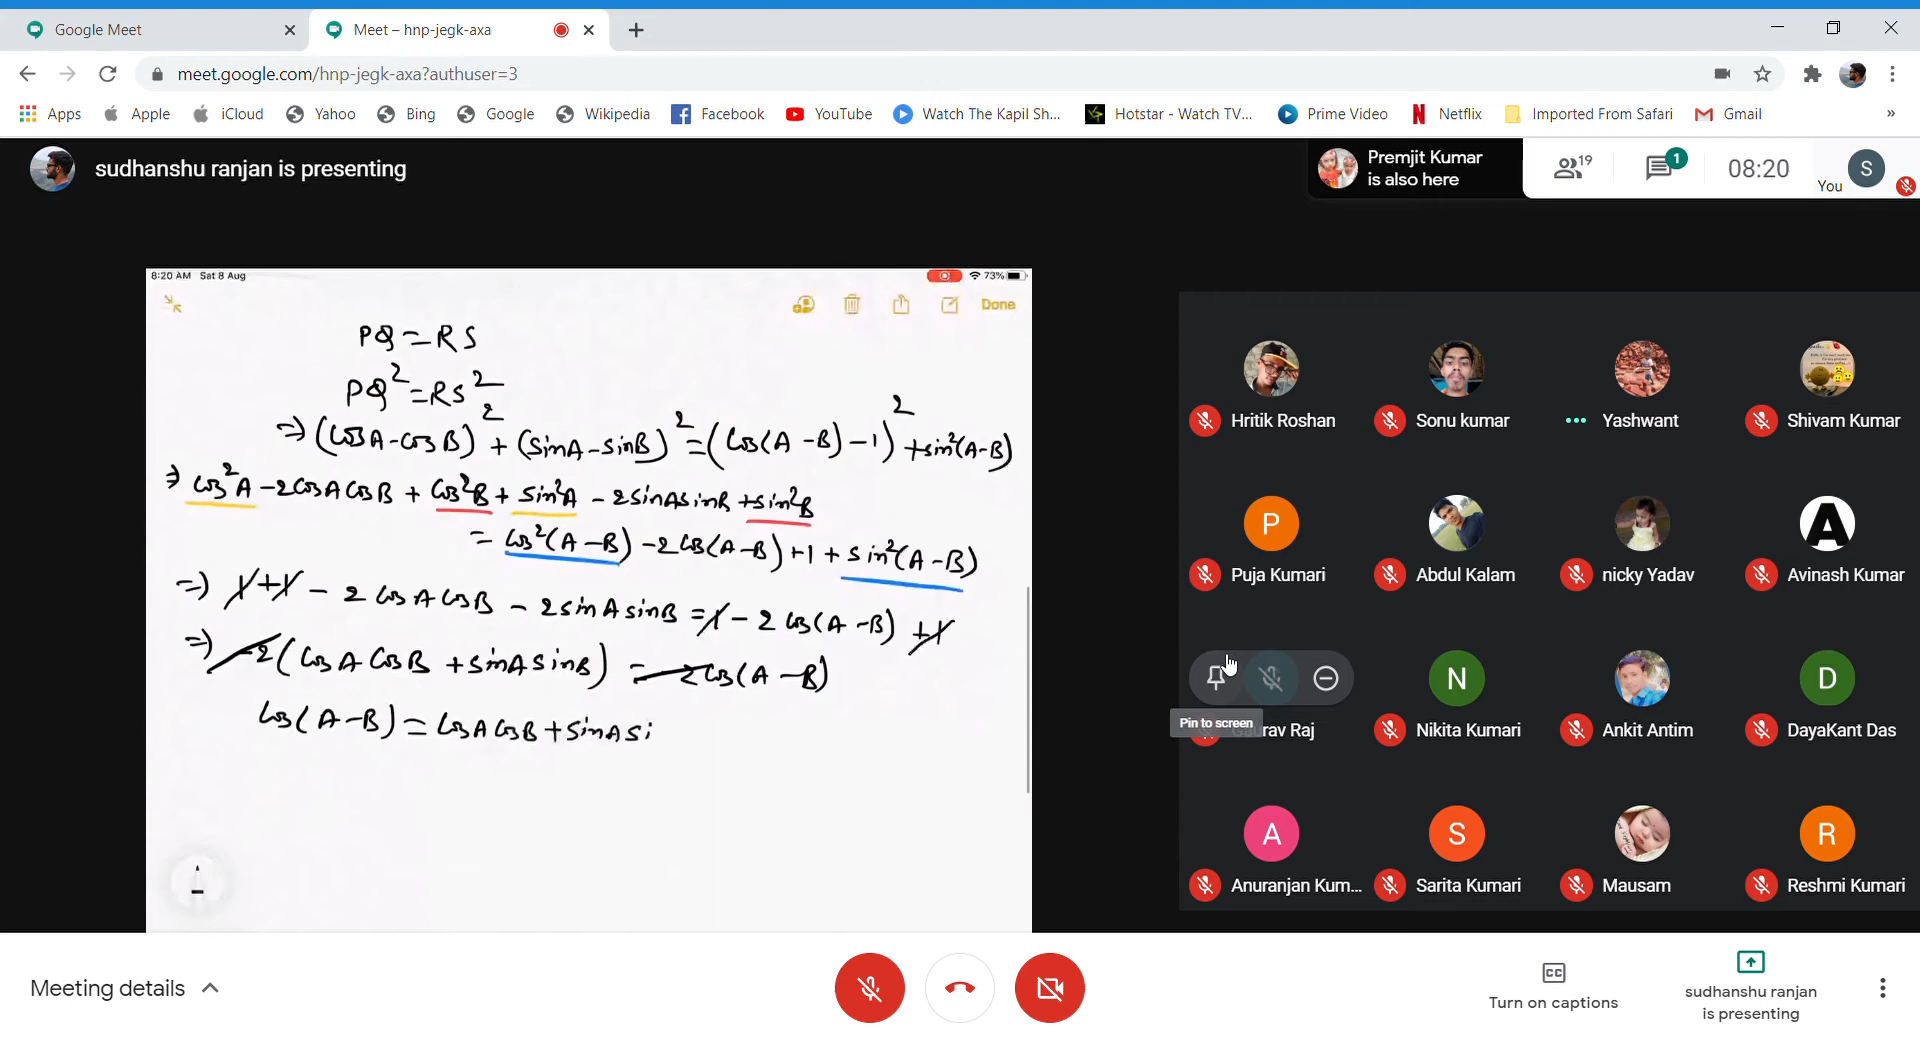 Google Meet
Meet – hnp-jegk-axa
meet.google.com/hnp-jegk-axa?authuser=3
Apps Apple iCloud Yahoo Bing Google Wikipedia Facebook YouTube Watch The Kapil Sh... Hotstar - Watch TV... Prime Video Netflix Imported From Safari Gmail »
sudhanshu ranjan is presenting
Premjit Kumar
is also here
19
1
08:20
You
S
8:20 AM Sat 8 Aug
73%
Done
PQ = RS
PQ² = RS²
⇒ (cosA - cosB)² + (sinA - sinB)² = (cos(A - B) - 1)² + sin²(A-B)
⇒ cos²A - 2cosA cosB + cos²B + sin²A - 2sinA sinB + sin²B
= cos²(A - B) - 2cos(A - B) + 1 + sin²(A - B)
⇒ 1 + 1 - 2 cosA cosB - 2 sinA sinB = 1 - 2 cos(A - B) + 1
⇒ -2(cosA cosB + sinA sinB) = -2cos(A - B)
cos(A - B) = cosA cosB + sinA si
Hritik Roshan
Sonu kumar
Yashwant
Shivam Kumar
P
A
Puja Kumari
Abdul Kalam
nicky Yadav
Avinash Kumar
N
D
Pin to screen
Raj
Nikita Kumari
Ankit Antim
DayaKant Das
A
S
R
Anuranjan Kum...
Sarita Kumari
Mausam
Reshmi Kumari
Meeting details
CC
Turn on captions
sudhanshu ranjan
is presenting